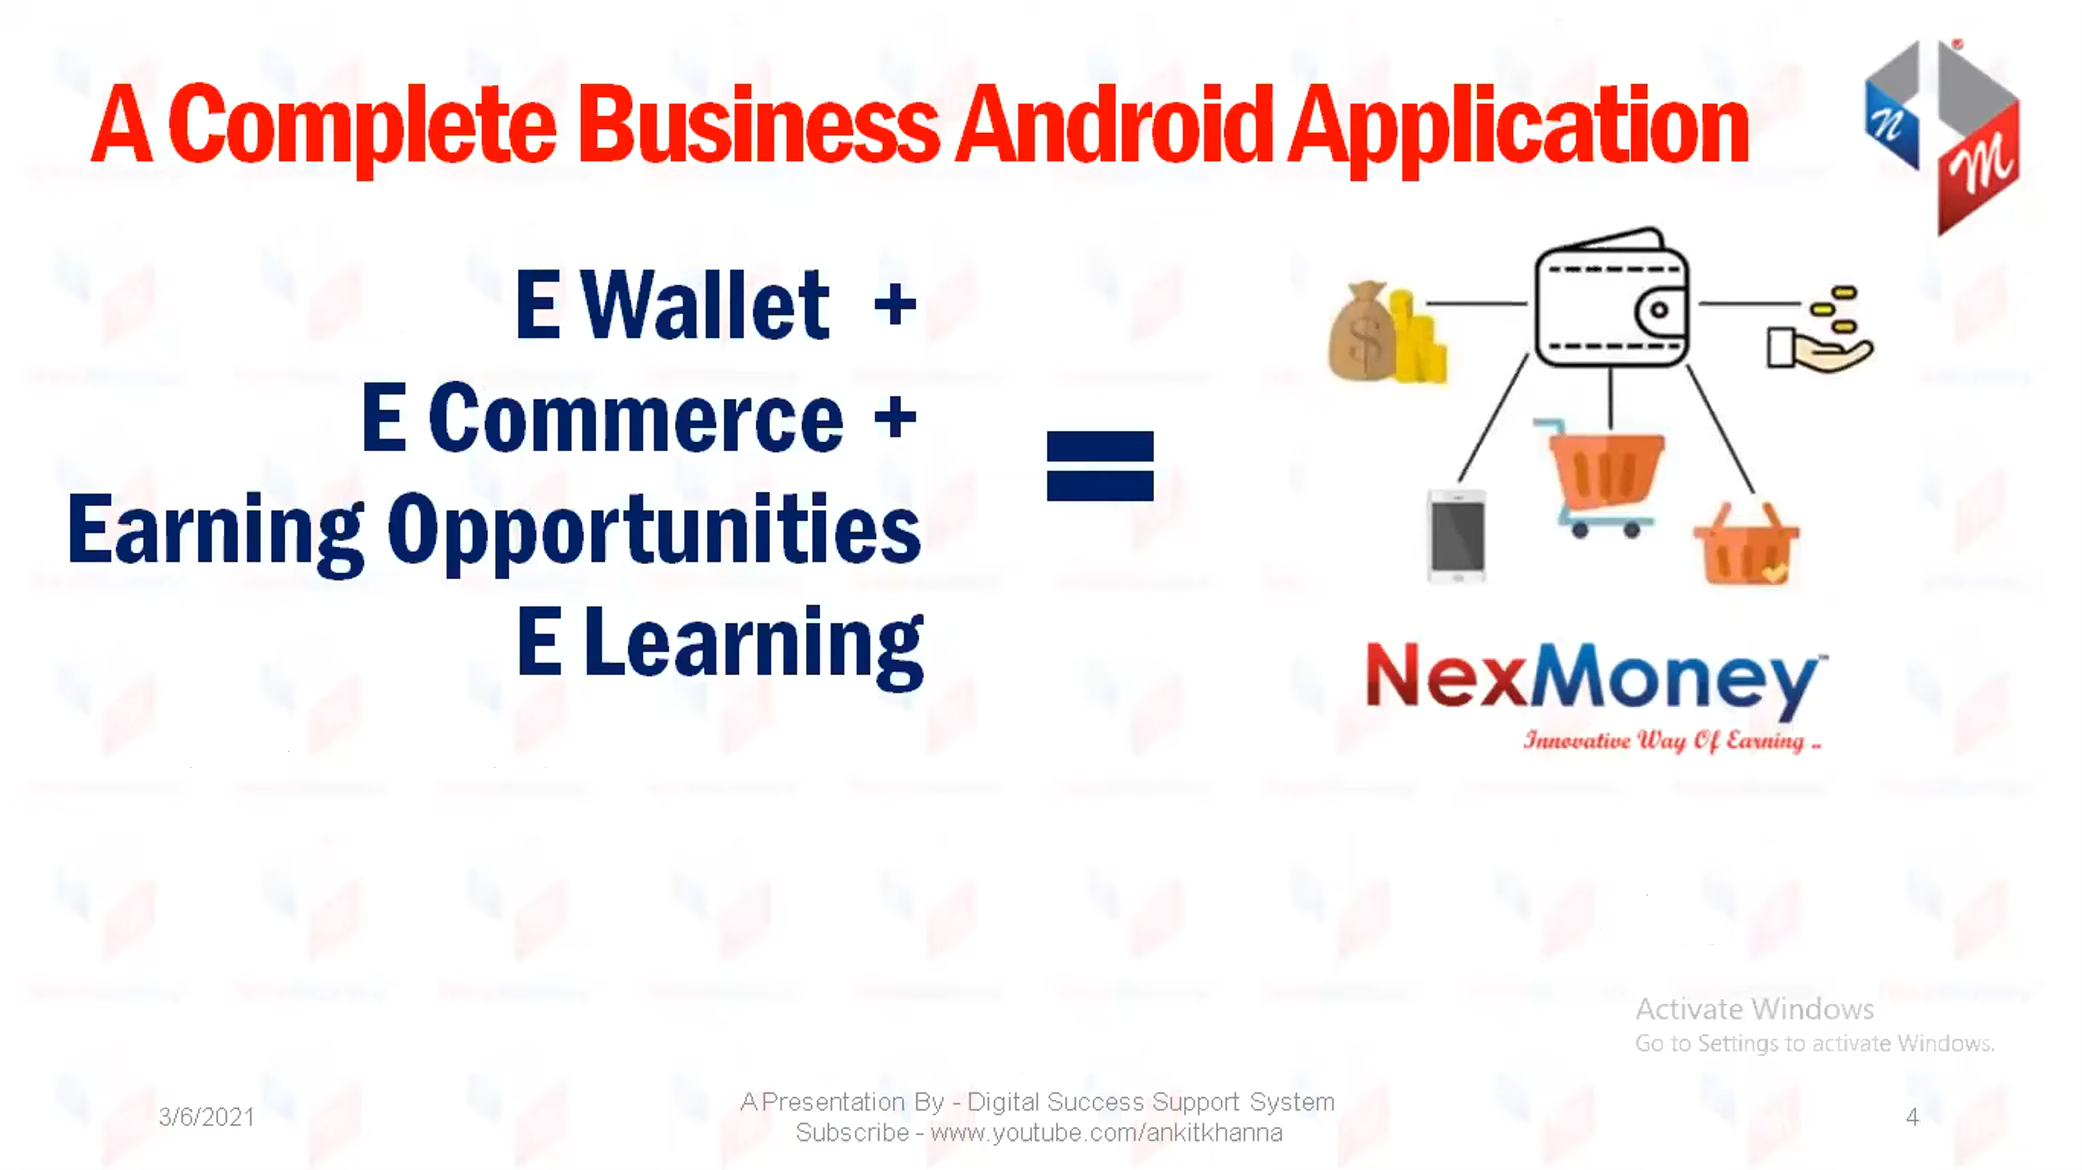 A Complete Business Android Application
n
M
E Wallet +
E Commerce +
Earning Opportunities
E Learning
$
NexMoney™
Innovative Way Of Earning ..
Activate Windows
Go to Settings to activate Windows.
3/6/2021
A Presentation By - Digital Success Support System
Subscribe - www.youtube.com/ankitkhanna
4